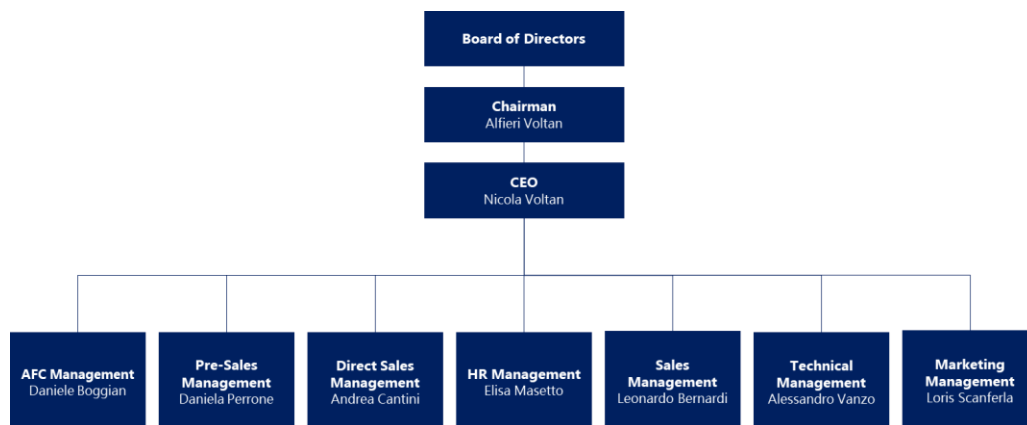 Board of Directors
Chairman
Alfieri Voltan
CEO
Nicola Voltan
AFC Management
Daniele Boggian
Pre-Sales
Management
Daniela Perrone
Direct Sales
Management
Andrea Cantini
HR Management
Elisa Masetto
Sales
Management
Leonardo Bernardi
Technical
Management
Alessandro Vanzo
Marketing
Management
Loris Scanferla